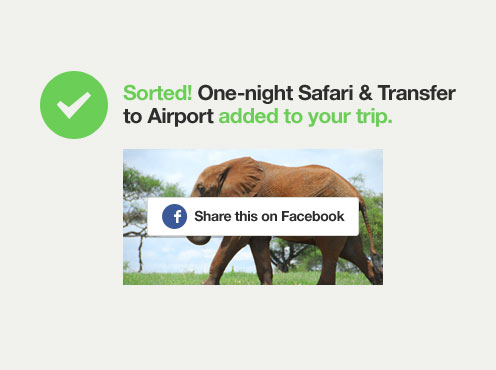 Sorted! One-night Safari & Transfer
to Airport added to your trip.
f Share this on Facebook